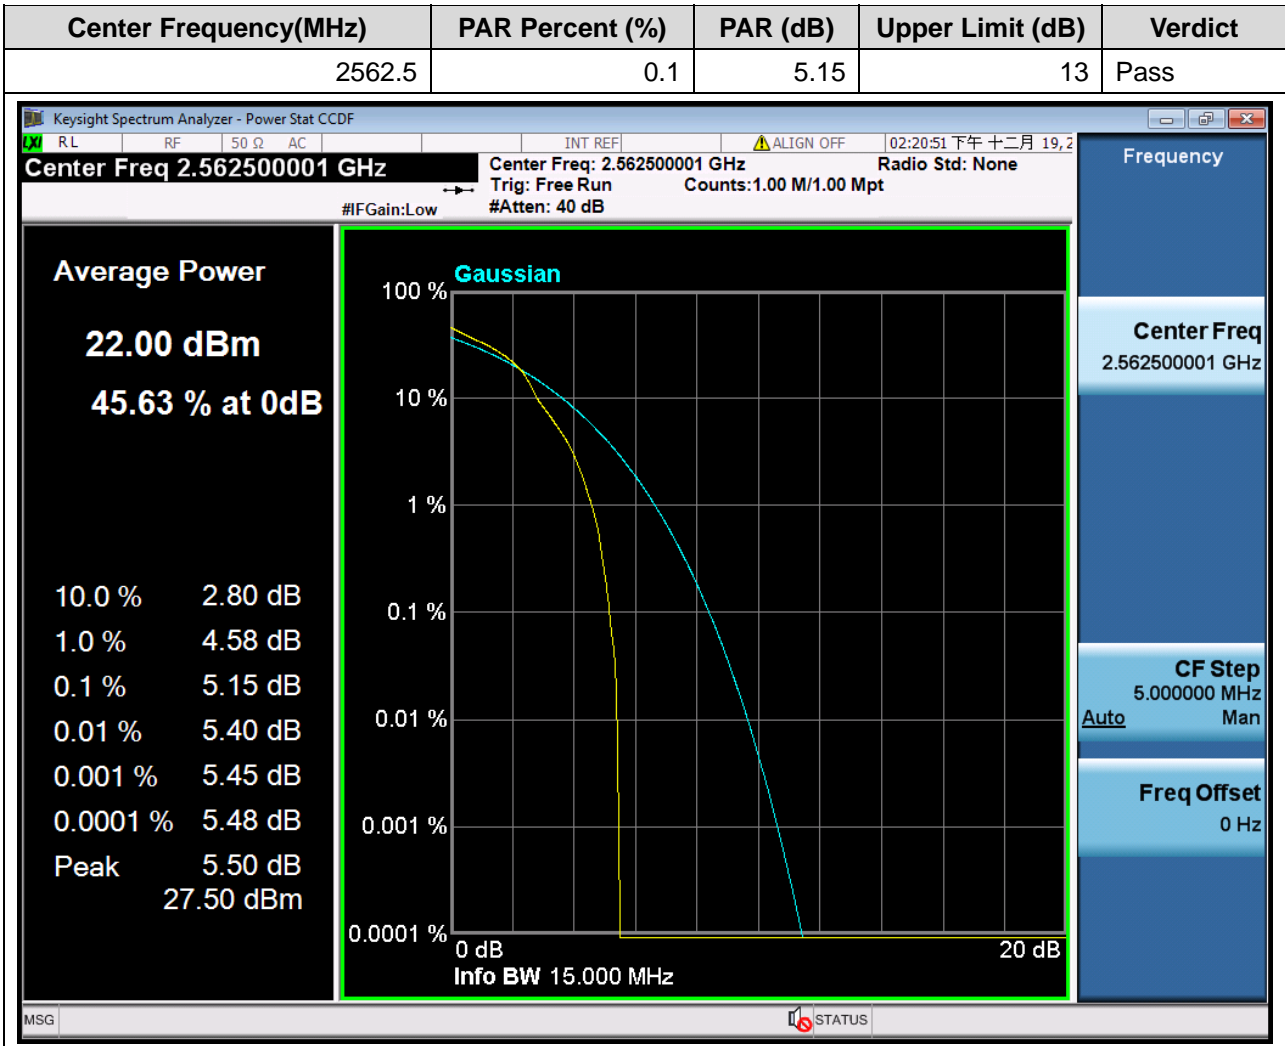 Center Frequency(MHz) PAR Percent (%) PAR (dB) Upper Limit (dB) Verdict
2562.5 0.1 5.15 13 Pass
Keysight Spectrum Analyzer - Power Stat CCDF
LXI RL RF 50 Ω AC INT REF ALIGN OFF 02:20:51 下午 十二月 19, 2
Center Freq 2.562500001 GHz
#IFGain:Low
Center Freq: 2.562500001 GHz Radio Std: None
Trig: Free Run Counts:1.00 M/1.00 Mpt
#Atten: 40 dB
Average Power
22.00 dBm
45.63 % at 0dB
10.0 % 2.80 dB
1.0 % 4.58 dB
0.1 % 5.15 dB
0.01 % 5.40 dB
0.001 % 5.45 dB
0.0001 % 5.48 dB
Peak 5.50 dB
27.50 dBm
Gaussian
100 %
10 %
1 %
0.1 %
0.01 %
0.001 %
0.0001 %
0 dB 20 dB
Info BW 15.000 MHz
Frequency
Center Freq
2.562500001 GHz
CF Step
5.000000 MHz
Auto Man
Freq Offset
0 Hz
MSG STATUS